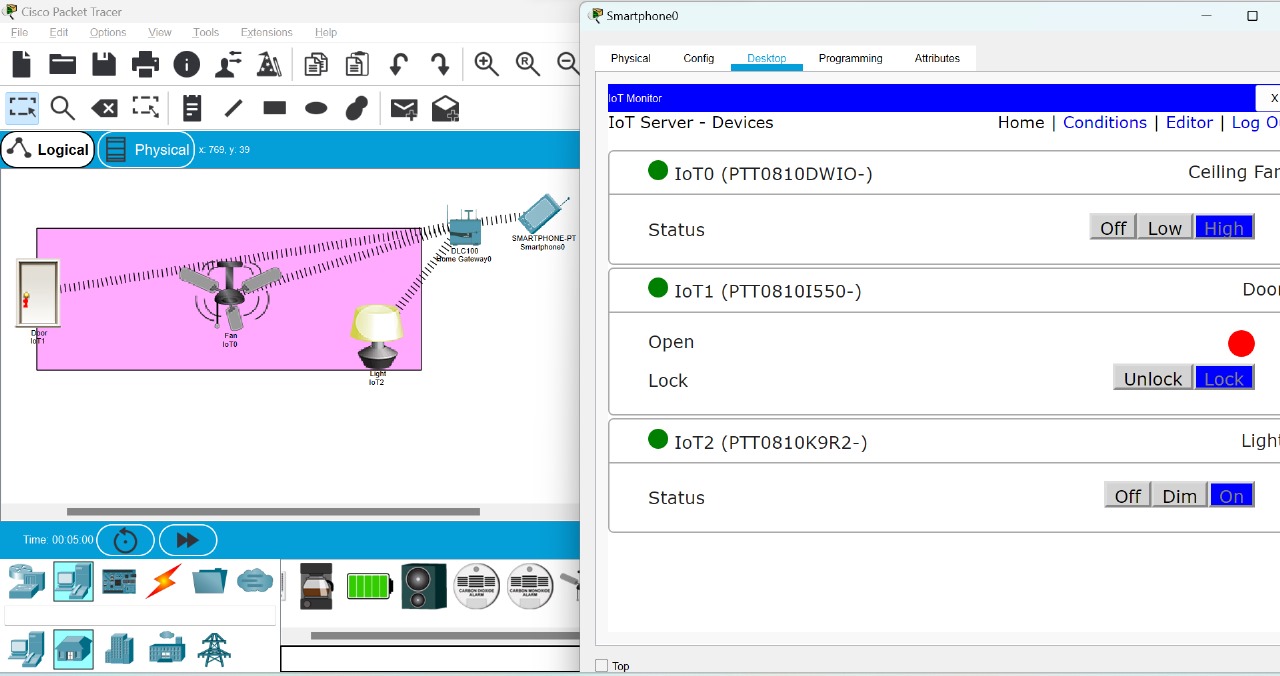 Cisco Packet Tracer
File Edit Options View Tools Extensions Help
Logical
Physical
x: 769, y: 39
DLC100
Home Gateway0
SMARTPHONE-PT
Smartphone0
Door
IoT1
Fan
IoT0
Light
IoT2
Time: 00:05:00
CARBON DIOXIDE
ALARM
CARBON MONOXIDE
ALARM
Smartphone0
Physical Config Desktop Programming Attributes
IoT Monitor
X
IoT Server - Devices
Home | Conditions | Editor | Log O
IoT0 (PTT0810DWIO-)
Ceiling Fan
Status
Off Low High
IoT1 (PTT0810I550-)
Door
Open
Lock
Unlock Lock
IoT2 (PTT0810K9R2-)
Light
Status
Off Dim On
Top